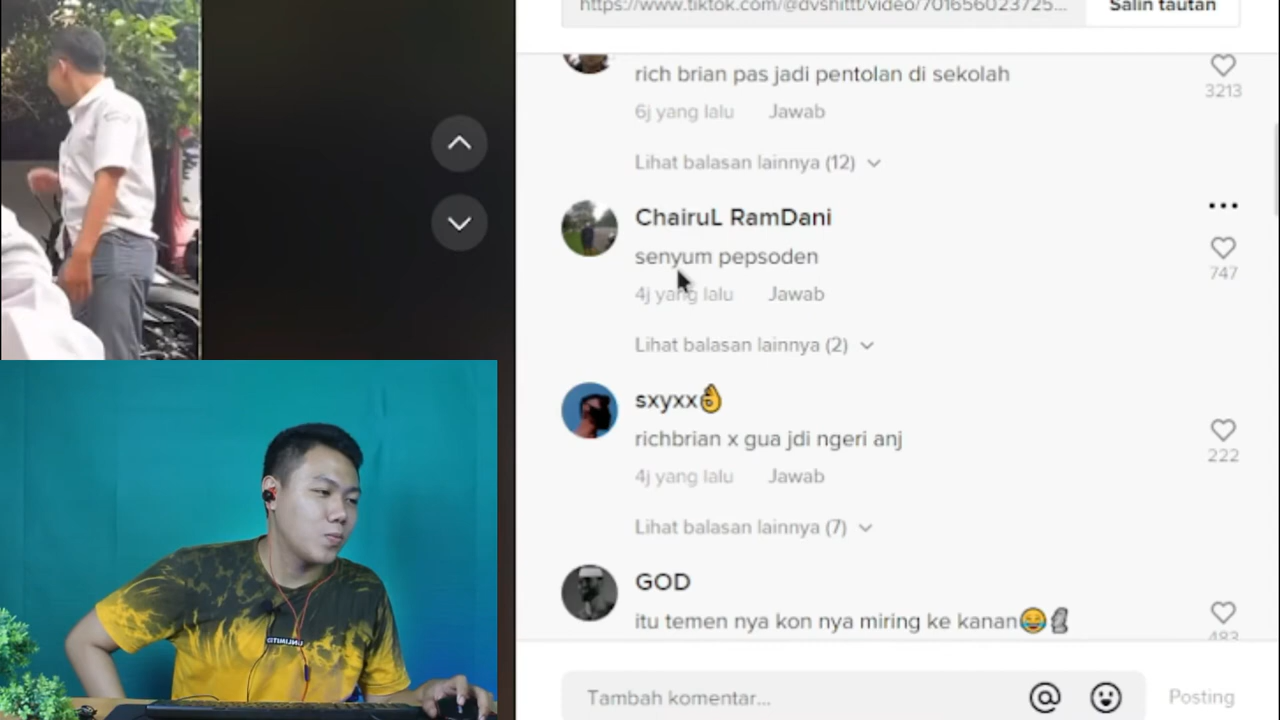 https://www.tiktok.com/@dvshittt/video/701656023725...
Salin tautan
rich brian pas jadi pentolan di sekolah
3213
6j yang lalu Jawab
Lihat balasan lainnya (12)
ChairuL RamDani
senyum pepsoden
747
4j yang lalu Jawab
Lihat balasan lainnya (2)
sxyxx👌
richbrian x gua jdi ngeri anj
222
4j yang lalu Jawab
Lihat balasan lainnya (7)
GOD
itu temen nya kon nya miring ke kanan😂🗿
483
Tambah komentar...
Posting
UNLIMITED